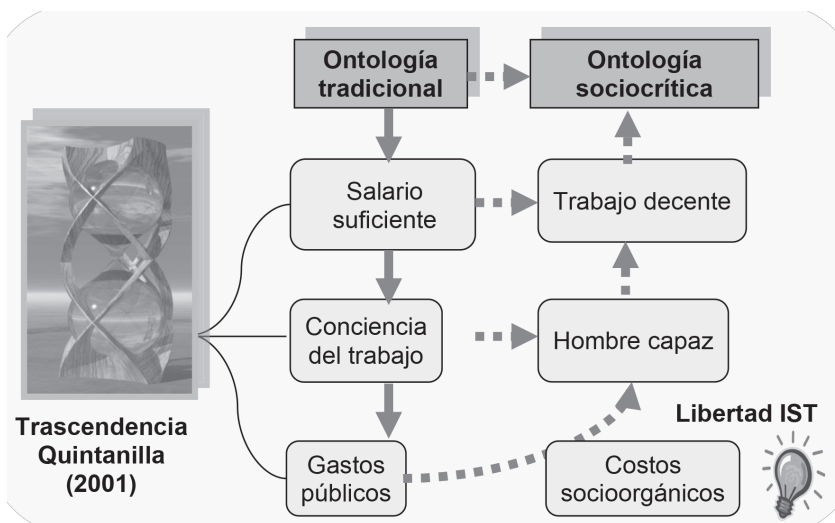 Ontología
tradicional
Ontología
sociocrítica
Salario
suficiente
Trabajo decente
Conciencia
del trabajo
Hombre capaz
Trascendencia
Quintanilla
(2001)
Libertad IST
Gastos
públicos
Costos
socioorgánicos